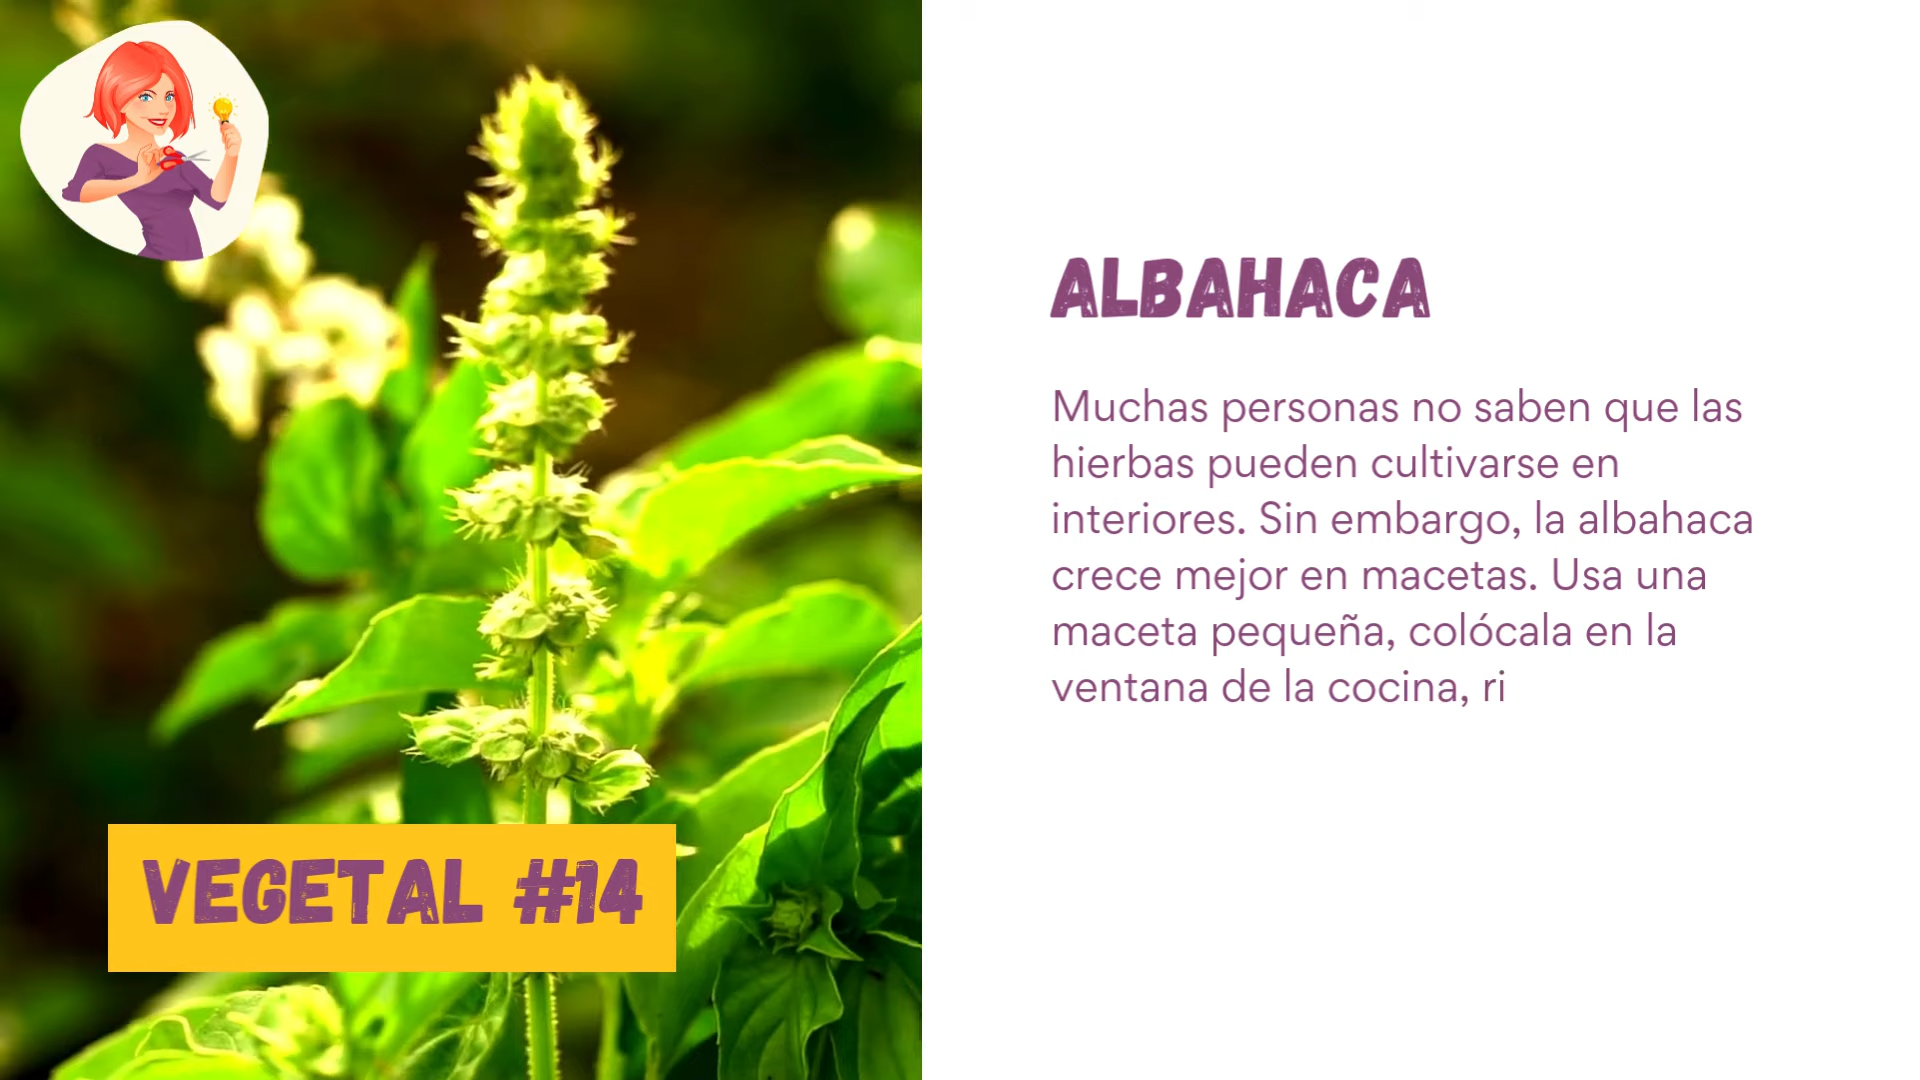 ALBAHACA
Muchas personas no saben que las
hierbas pueden cultivarse en
interiores. Sin embargo, la albahaca
crece mejor en macetas. Usa una
maceta pequeña, colócala en la
ventana de la cocina, ri
VEGETAL #14